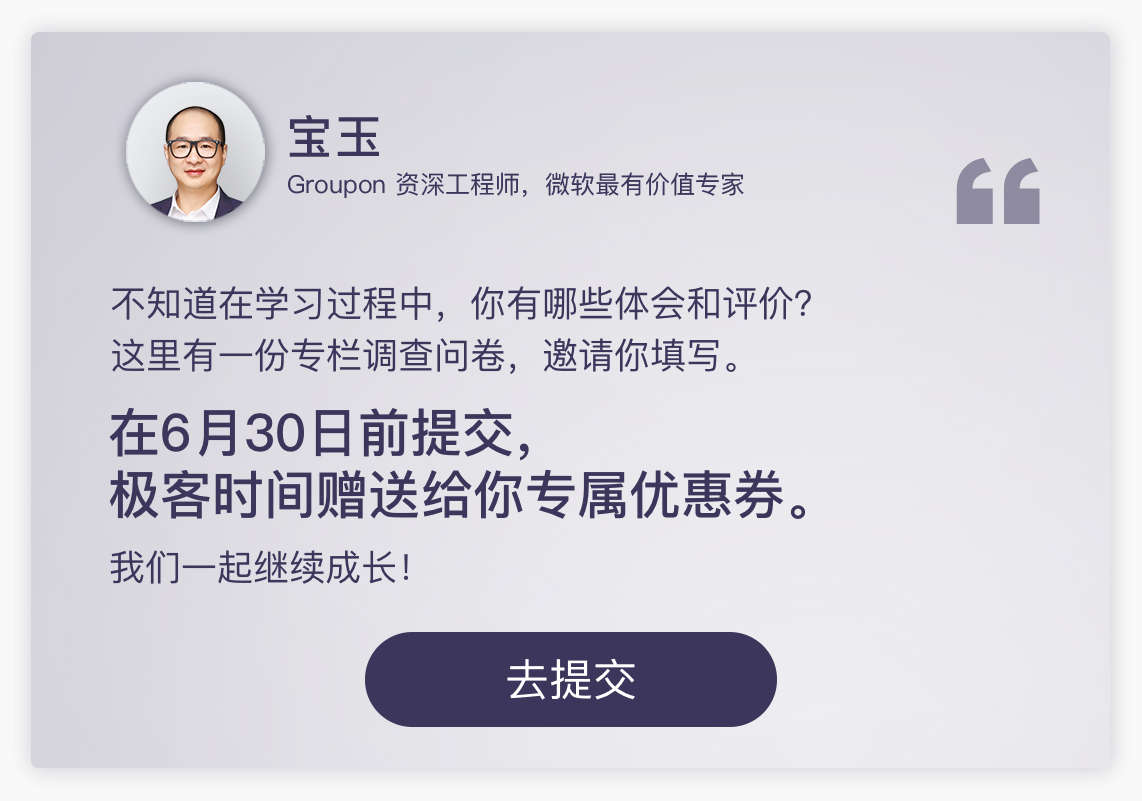 宝玉
Groupon 资深工程师，微软最有价值专家
“
不知道在学习过程中，你有哪些体会和评价？
这里有一份专栏调查问卷，邀请你填写。
在6月30日前提交，
极客时间赠送给你专属优惠券。
我们一起继续成长！
去提交